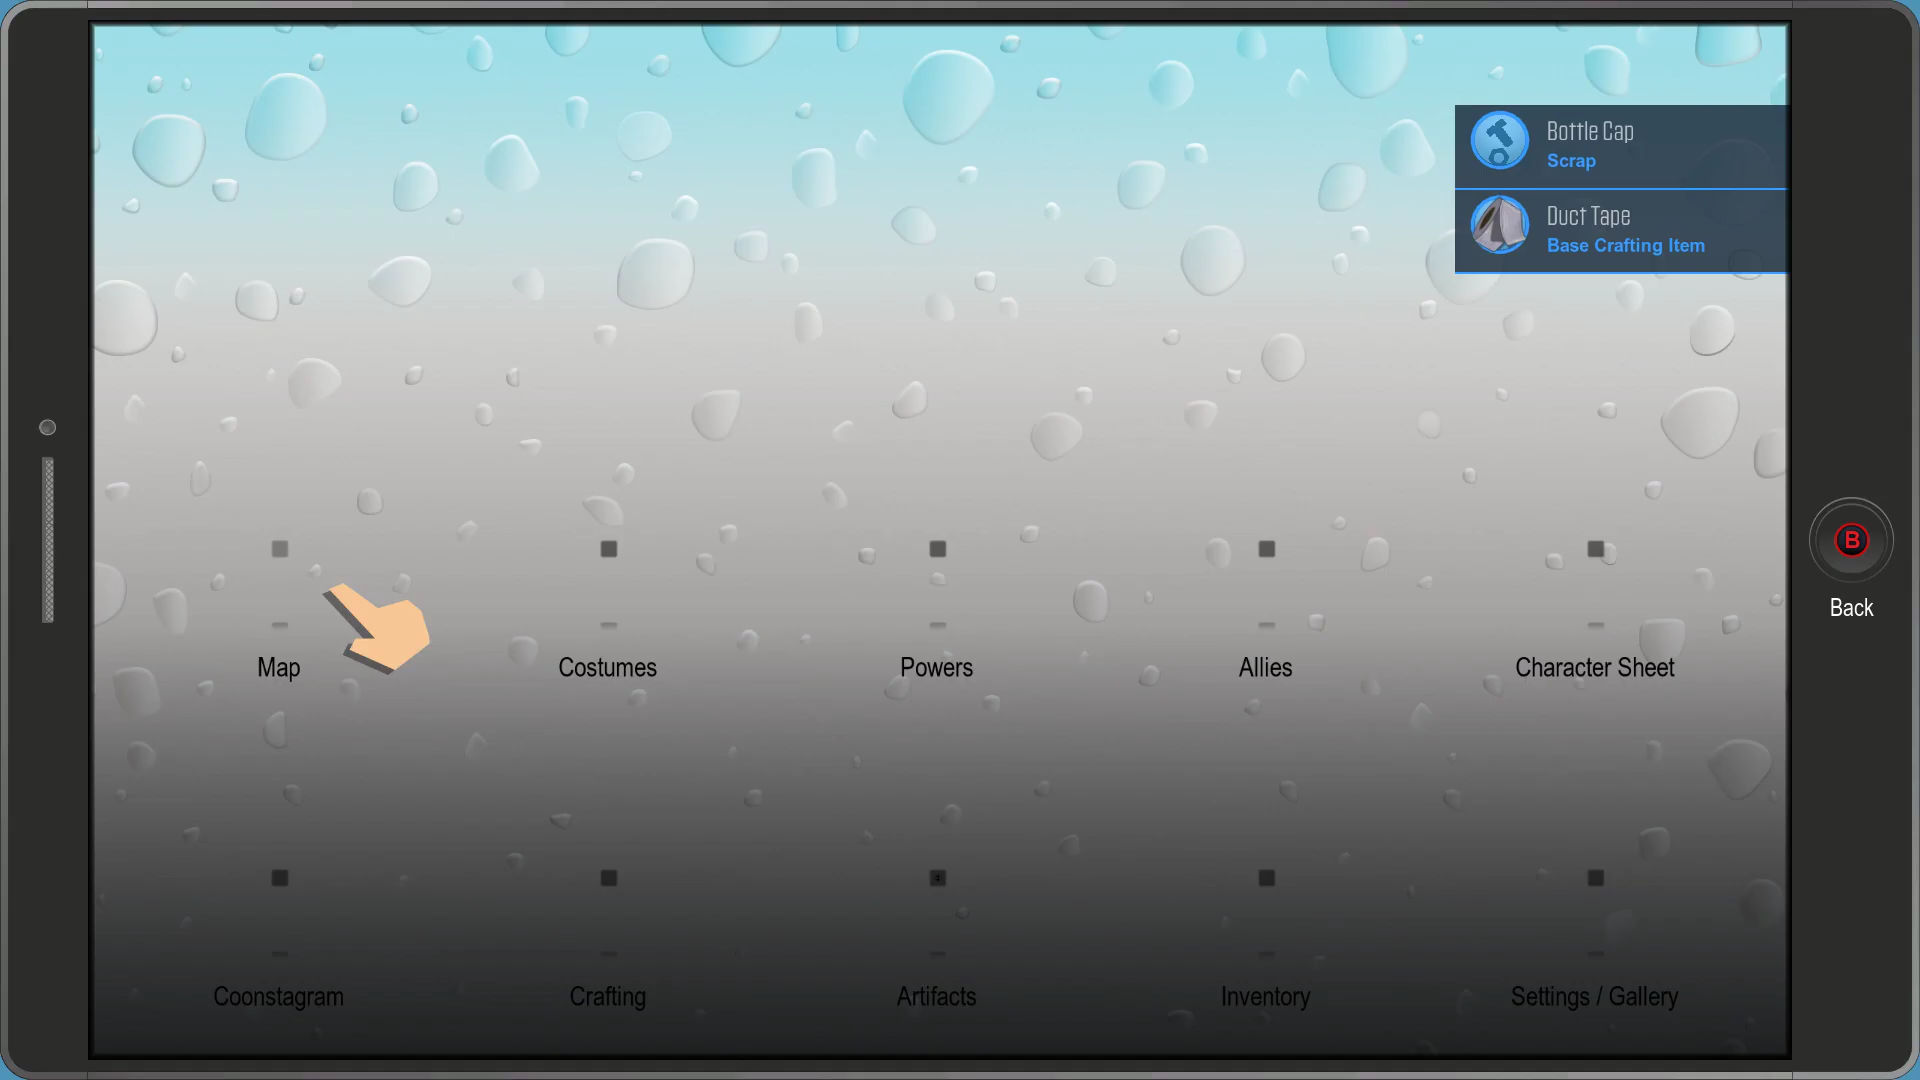 Bottle Cap
Scrap
Duct Tape
Base Crafting Item
B
Back
Map
Costumes
Powers
Allies
Character Sheet
Coonstagram
Crafting
Artifacts
Inventory
Settings / Gallery